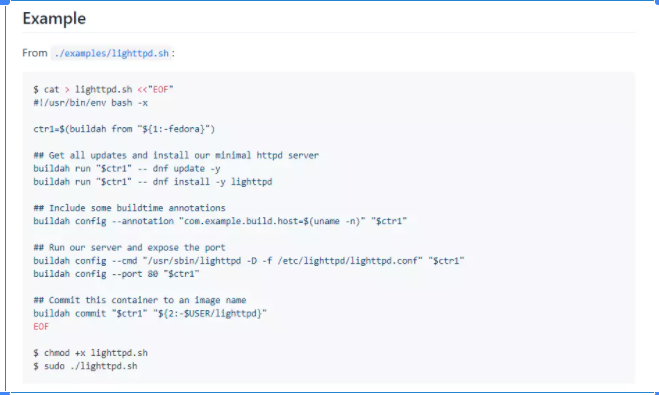 Example
From ./examples/lighttpd.sh:
$ cat > lighttpd.sh <<"EOF"
#!/usr/bin/env bash -x
ctr1=$(buildah from "${1:-fedora}")
## Get all updates and install our minimal httpd server
buildah run "$ctr1" -- dnf update -y
buildah run "$ctr1" -- dnf install -y lighttpd
## Include some buildtime annotations
buildah config --annotation "com.example.build.host=$(uname -n)" "$ctr1"
## Run our server and expose the port
buildah config --cmd "/usr/sbin/lighttpd -D -f /etc/lighttpd/lighttpd.conf" "$ctr1"
buildah config --port 80 "$ctr1"
## Commit this container to an image name
buildah commit "$ctr1" "${2:-$USER/lighttpd}"
EOF
$ chmod +x lighttpd.sh
$ sudo ./lighttpd.sh